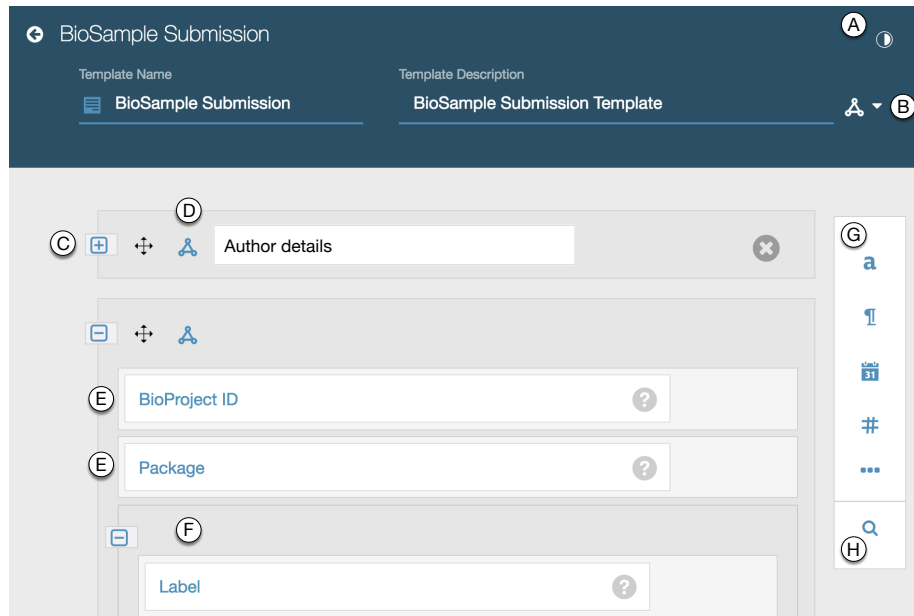 BioSample Submission
A
Template Name
Template Description
BioSample Submission
BioSample Submission Template
B
D
C
Author details
G
a
¶
31
#
E
BioProject ID
?
E
Package
?
F
H
Label
?